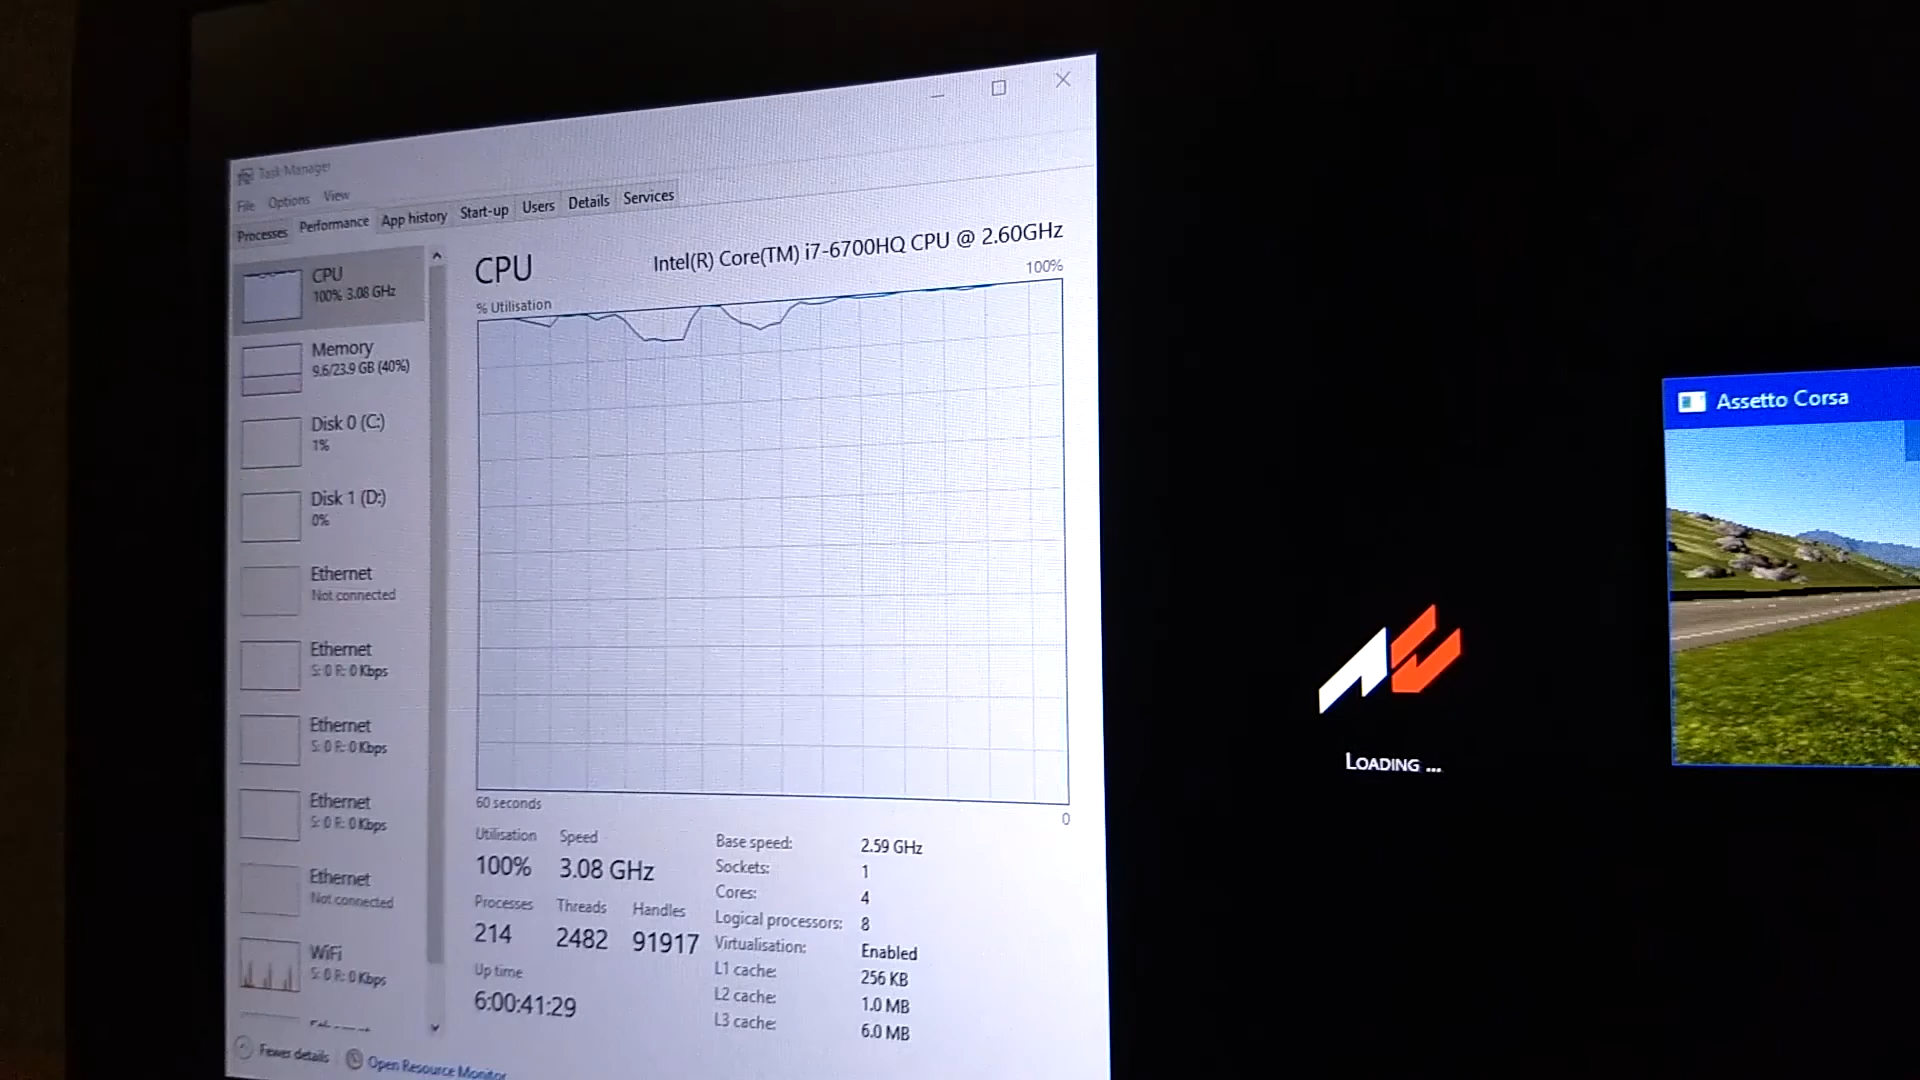 Task Manager
File Options View
Processes Performance App history Start-up Users Details Services
CPU
100% 3.08 GHz
Memory
9.6/23.9 GB (40%)
Disk 0 (C:)
1%
Disk 1 (D:)
0%
Ethernet
Not connected
Ethernet
S: 0 R: 0 Kbps
Ethernet
S: 0 R: 0 Kbps
Ethernet
S: 0 R: 0 Kbps
Ethernet
Not connected
WiFi
S: 0 R: 0 Kbps
CPU
Intel(R) Core(TM) i7-6700HQ CPU @ 2.60GHz
% Utilisation
100%
60 seconds
0
Utilisation
100%
Speed
3.08 GHz
Processes
214
Threads
2482
Handles
91917
Up time
6:00:41:29
Base speed: 2.59 GHz
Sockets: 1
Cores: 4
Logical processors: 8
Virtualisation: Enabled
L1 cache: 256 KB
L2 cache: 1.0 MB
L3 cache: 6.0 MB
Fewer details
Open Resource Monitor
LOADING ...
Assetto Corsa